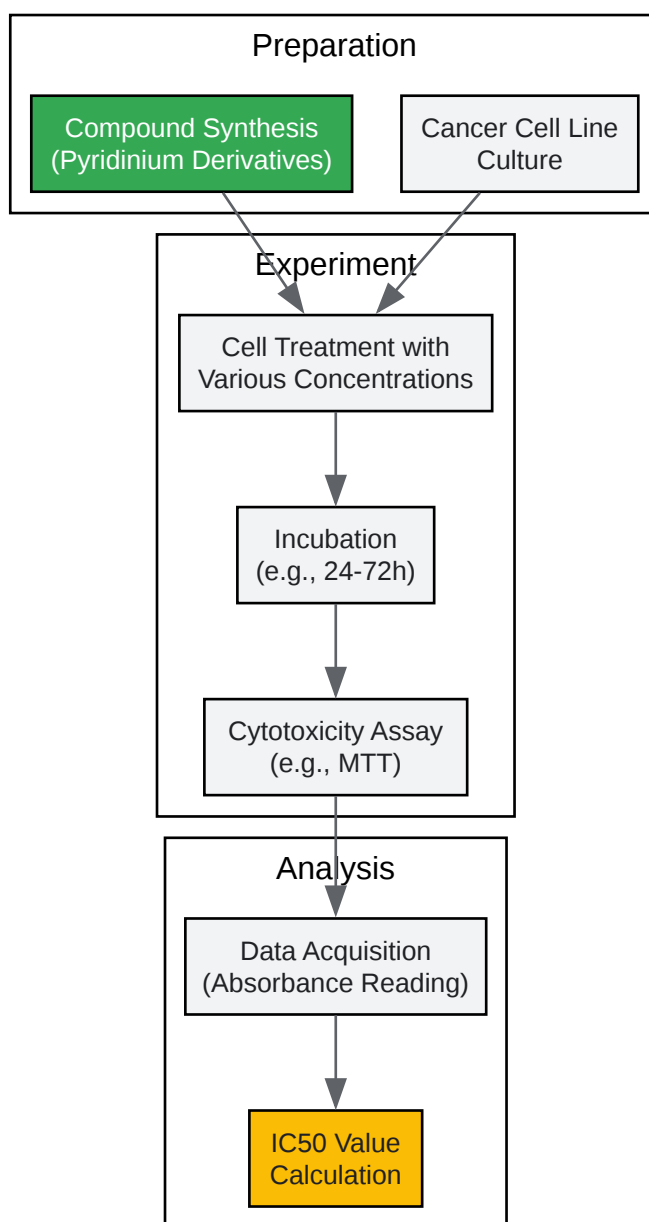 Preparation
Compound Synthesis
(Pyridinium Derivatives)
Cancer Cell Line
Culture
Experiment
Cell Treatment with
Various Concentrations
Incubation
(e.g., 24-72h)
Cytotoxicity Assay
(e.g., MTT)
Analysis
Data Acquisition
(Absorbance Reading)
IC50 Value
Calculation